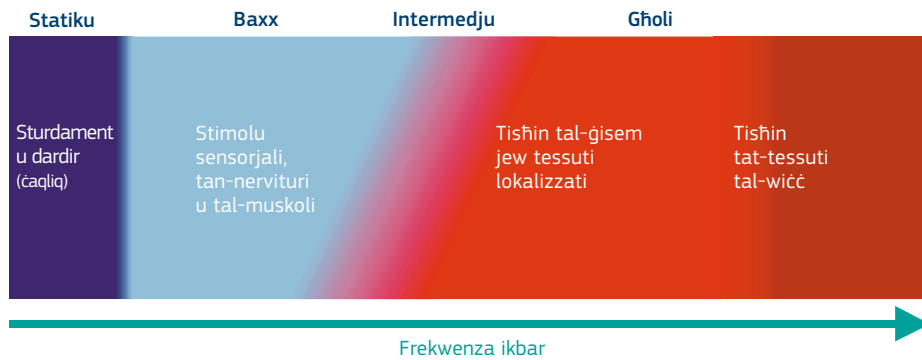 Statiku
Baxx
Intermedju
Għoli
Sturdament
u dardir
(ċaqliq)
Stimolu
sensorjali,
tan-nervituri
u tal-muskoli
Tisħin tal-ġisem
jew tessuti
lokalizzati
Tisħin
tat-tessuti
tal-wiċċ
Frekwenza ikbar